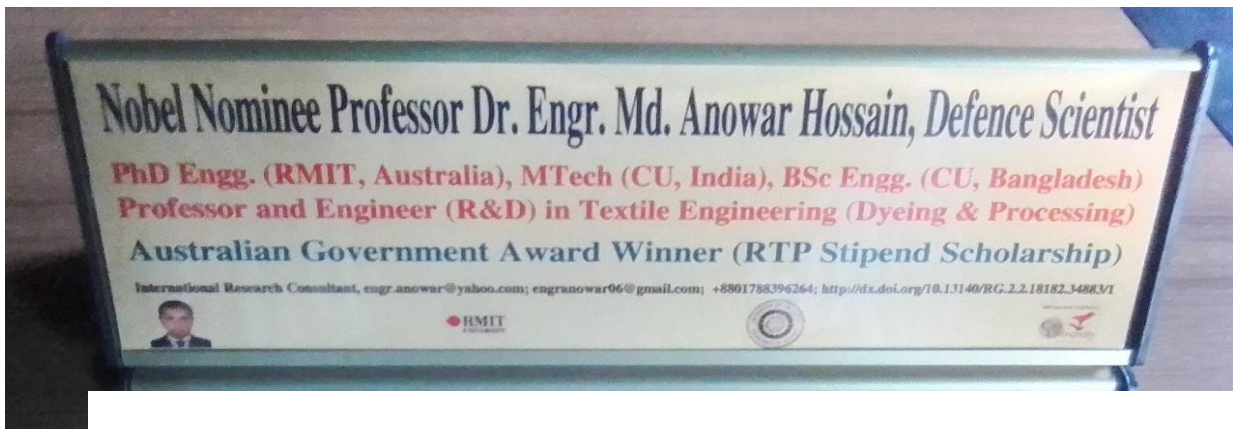 Nobel Nominee Professor Dr. Engr. Md. Anowar Hossain, Defence Scientist
PhD Engg. (RMIT, Australia), MTech (CU, India), BSc Engg. (CU, Bangladesh)
Professor and Engineer (R&D) in Textile Engineering (Dyeing & Processing)
Australian Government Award Winner (RTP Stipend Scholarship)
International Research Consultant, engr.anowar@yahoo.com; engranowar06@gmail.com; +8801788396264; http://dx.doi.org/10.13140/RG.2.2.18182.34883/1
RMIT
UNIVERSITY